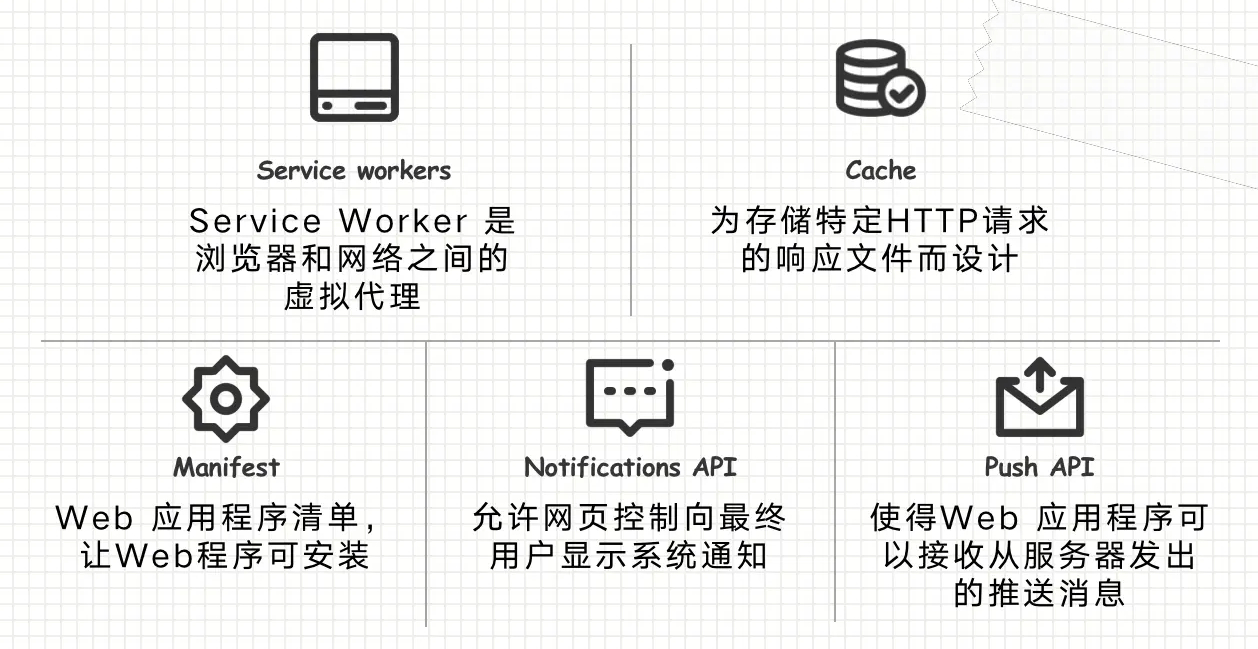 Service workers
Service Worker 是
浏览器和网络之间的
虚拟代理
Cache
为存储特定HTTP请求
的响应文件而设计
Manifest
Web 应用程序清单，
让Web程序可安装
Notifications API
允许网页控制向最终
用户显示系统通知
Push API
使得Web 应用程序可
以接收从服务器发出
的推送消息